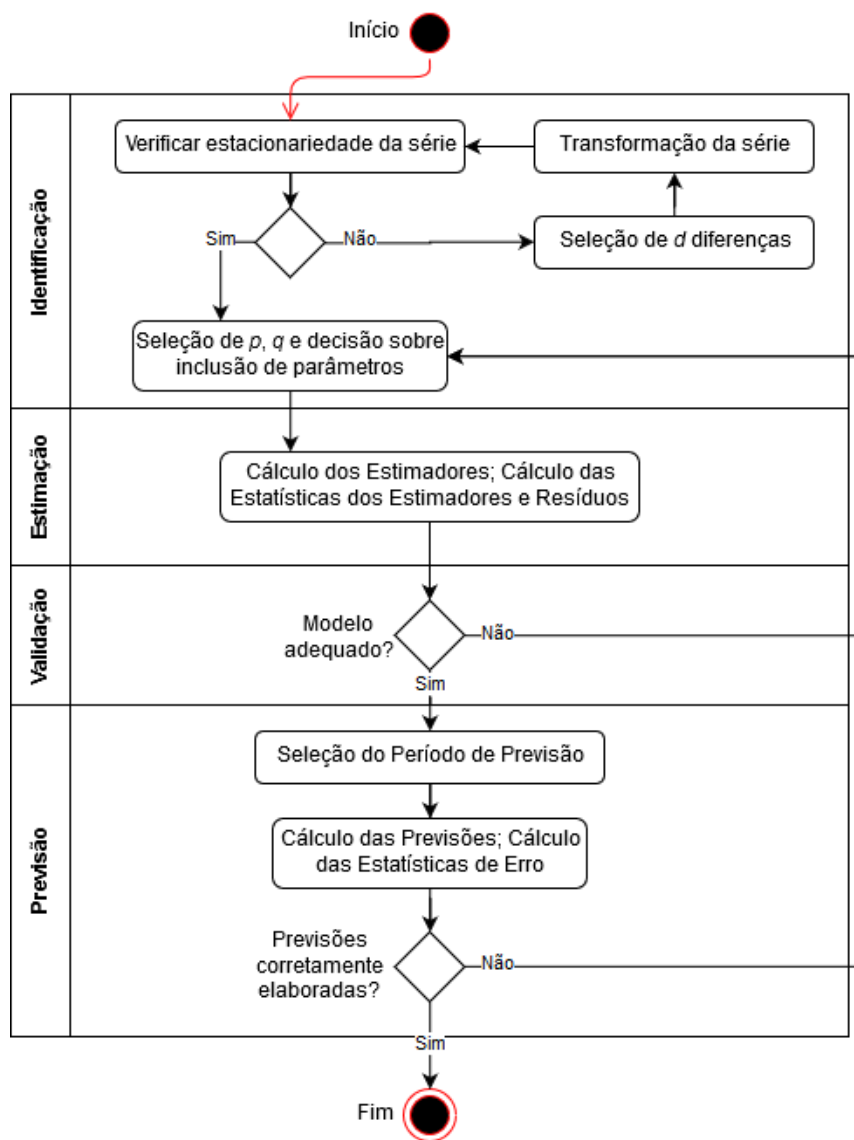 Início
Identificação
Verificar estacionariedade da série
Transformação da série
Sim
Não
Seleção de d diferenças
Seleção de p, q e decisão sobre
inclusão de parâmetros
Estimação
Cálculo dos Estimadores; Cálculo das
Estatísticas dos Estimadores e Resíduos
Validação
Modelo
adequado?
Não
Sim
Previsão
Seleção do Período de Previsão
Cálculo das Previsões; Cálculo
das Estatísticas de Erro
Previsões
corretamente
elaboradas?
Não
Sim
Fim